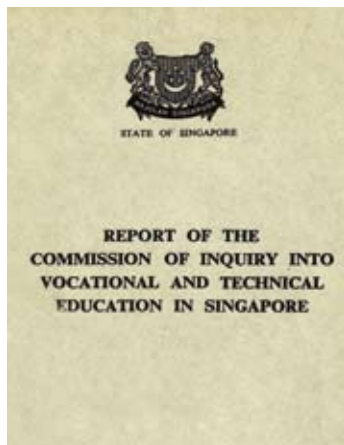 STATE OF SINGAPORE
REPORT OF THE
COMMISSION OF INQUIRY INTO
VOCATIONAL AND TECHNICAL
EDUCATION IN SINGAPORE